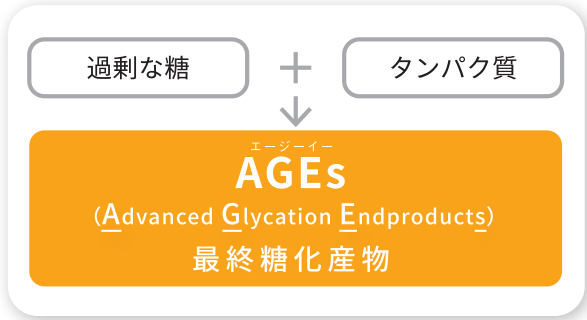 過剰な糖
+
タンパク質
エージーイー
AGEs
(Advanced Glycation Endproducts)
最終糖化産物